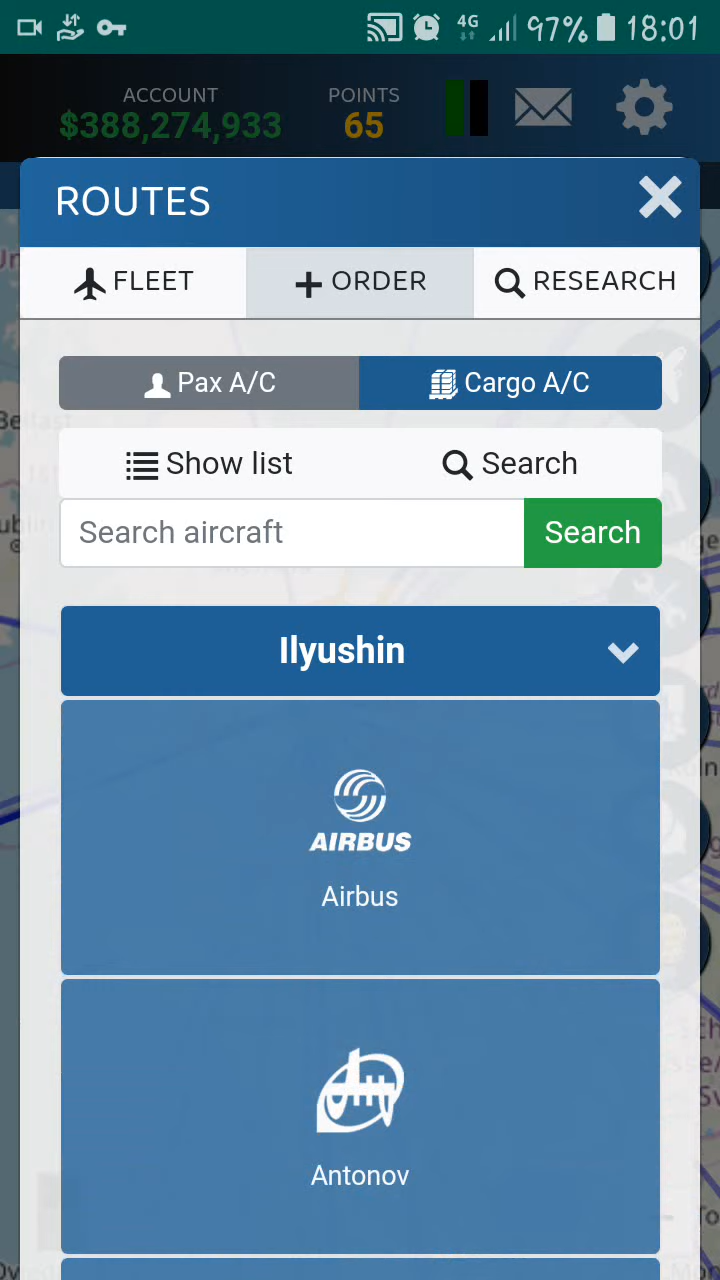 4G 97% 18:01
ACCOUNT POINTS
$388,274,933 65
ROUTES
FLEET ORDER RESEARCH
Pax A/C Cargo A/C
Show list Search
Search aircraft Search
Ilyushin
AIRBUS
Airbus
Antonov